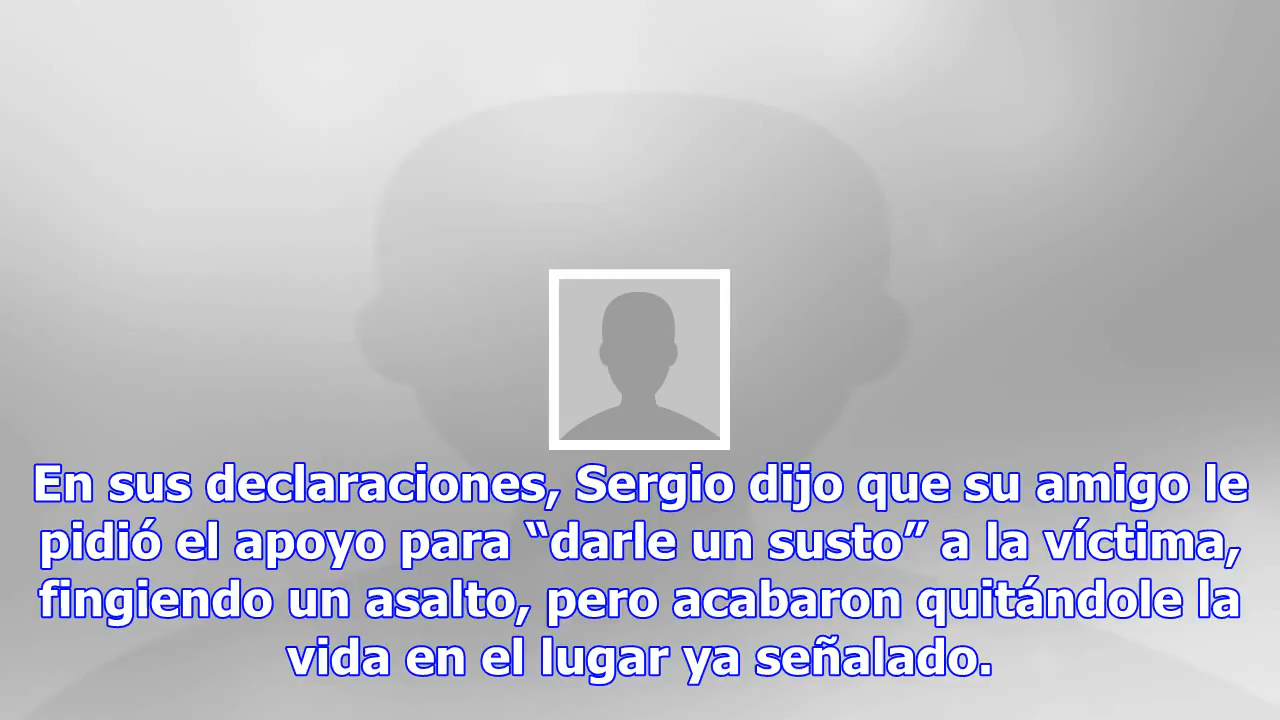 En sus declaraciones, Sergio dijo que su amigo le
pidió el apoyo para “darle un susto” a la víctima,
fingiendo un asalto, pero acabaron quitándole la
vida en el lugar ya señalado.